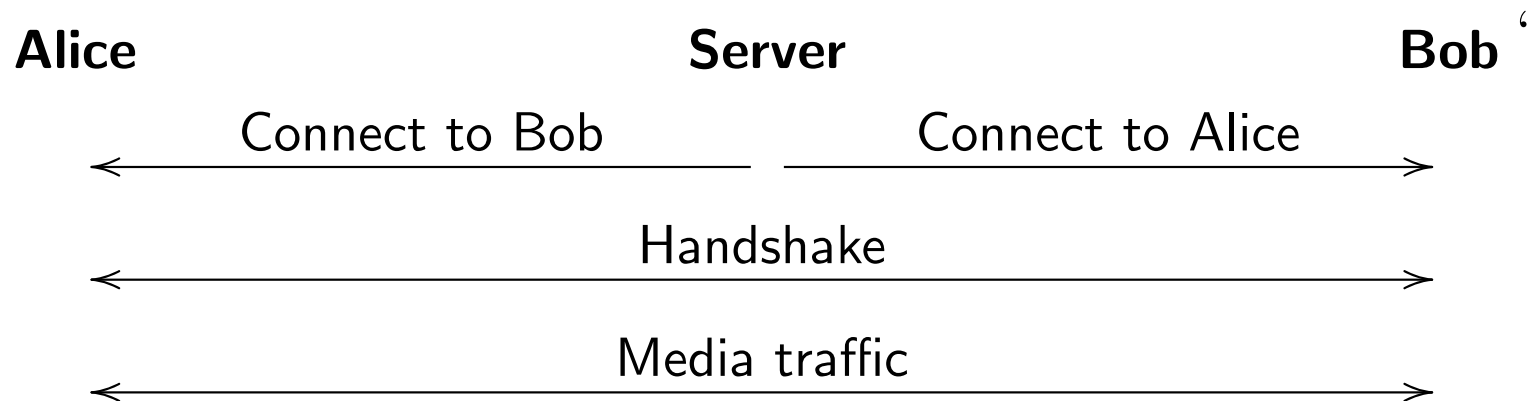 Alice Server Bob ‘
Connect to Bob Connect to Alice
Handshake
Media traffic